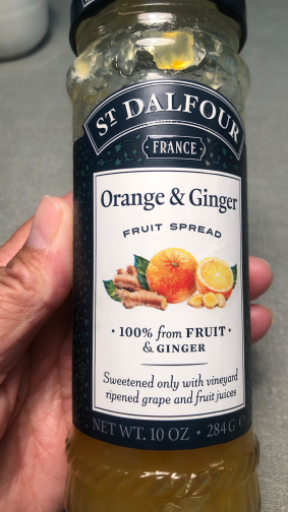 ST DALFOUR
FRANCE
Orange & Ginger
FRUIT SPREAD
• 100% from FRUIT •
& GINGER
Sweetened only with vineyard
ripened grape and fruit juices
NET WT. 10 OZ • 284 G